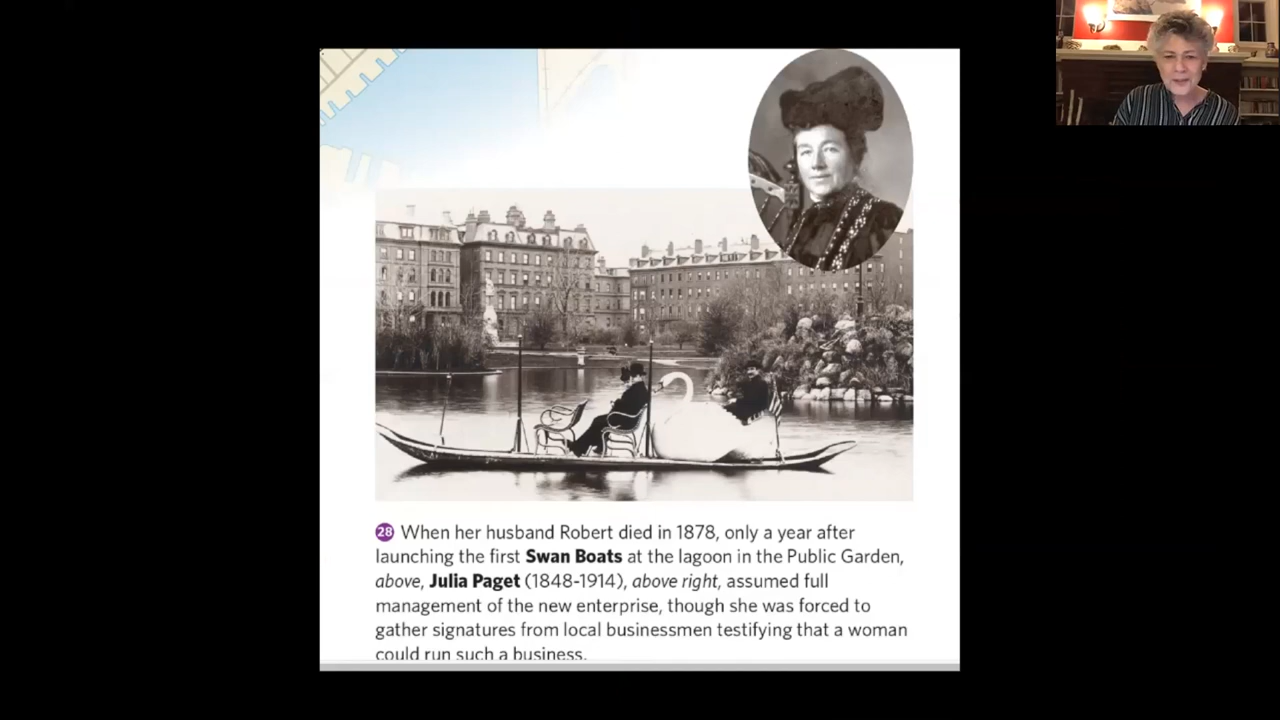 28 When her husband Robert died in 1878, only a year after
launching the first Swan Boats at the lagoon in the Public Garden,
above, Julia Paget (1848-1914), above right, assumed full
management of the new enterprise, though she was forced to
gather signatures from local businessmen testifying that a woman
could run such a business.